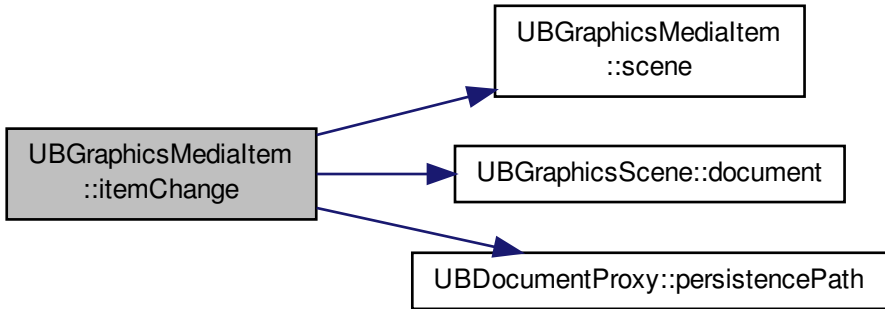 UBGraphicsMediaItem
::scene
UBGraphicsMediaItem
::itemChange
UBGraphicsScene::document
UBDocumentProxy::persistencePath